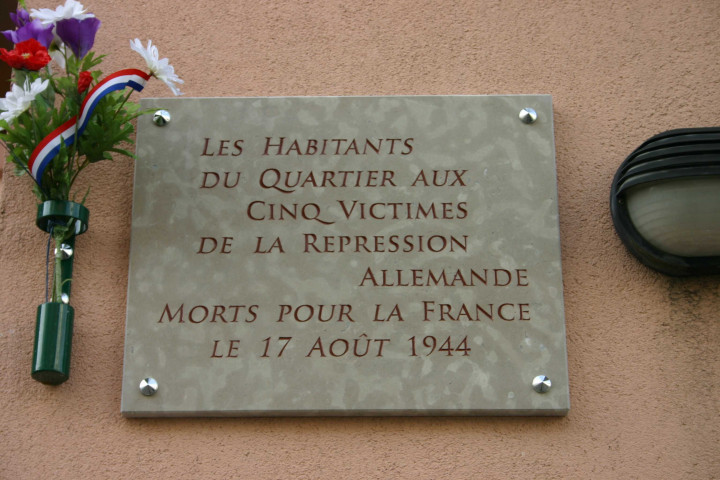 Les Habitants
du Quartier aux
Cinq Victimes
de la Repression
Allemande
Morts pour la France
le 17 Août 1944